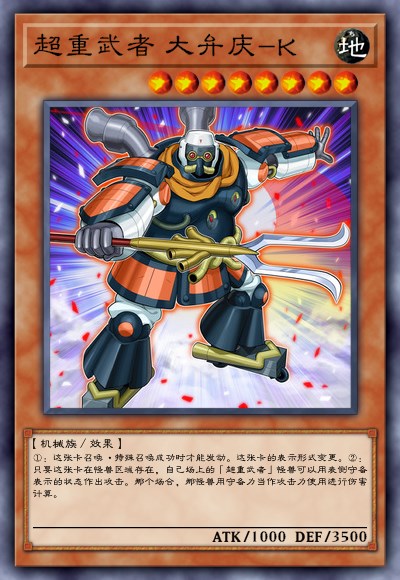 超重武者 大弁庆-K
地
【机械族／效果】
①：这张卡召唤·特殊召唤成功时才能发动。这张卡的表示形式变更。②：
只要这张卡在怪兽区域存在，自己场上的「超重武者」怪兽可以用表侧守备
表示的状态作出攻击。那个场合，那怪兽用守备力当作攻击力使用进行伤害
计算。
ATK/1000 DEF/3500